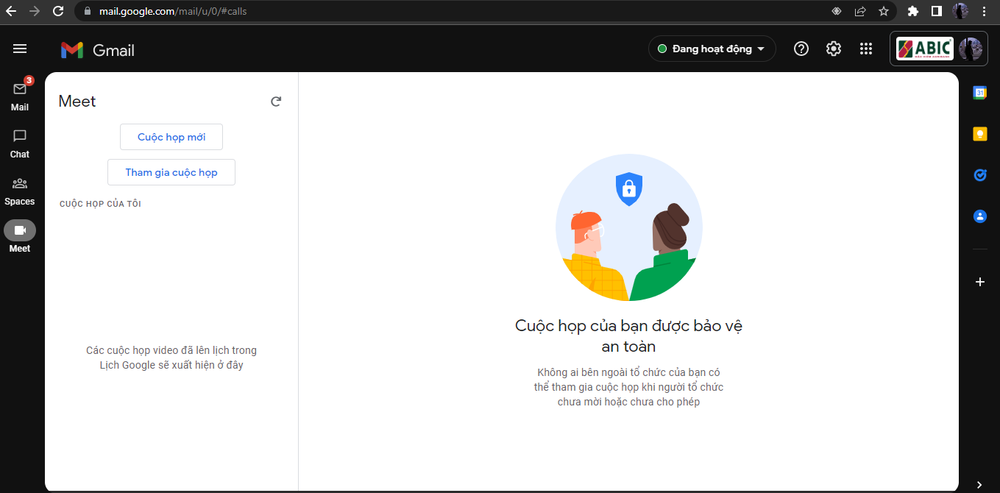 mail.google.com/mail/u/0/#calls
Gmail
Đang hoạt động
ABIC
3
Mail
Chat
Spaces
Meet
Meet
Cuộc họp mới
Tham gia cuộc họp
CUỘC HỌP CỦA TÔI
Các cuộc họp video đã lên lịch trong
Lịch Google sẽ xuất hiện ở đây
Cuộc họp của bạn được bảo vệ
an toàn
Không ai bên ngoài tổ chức của bạn có
thể tham gia cuộc họp khi người tổ chức
chưa mời hoặc chưa cho phép
31